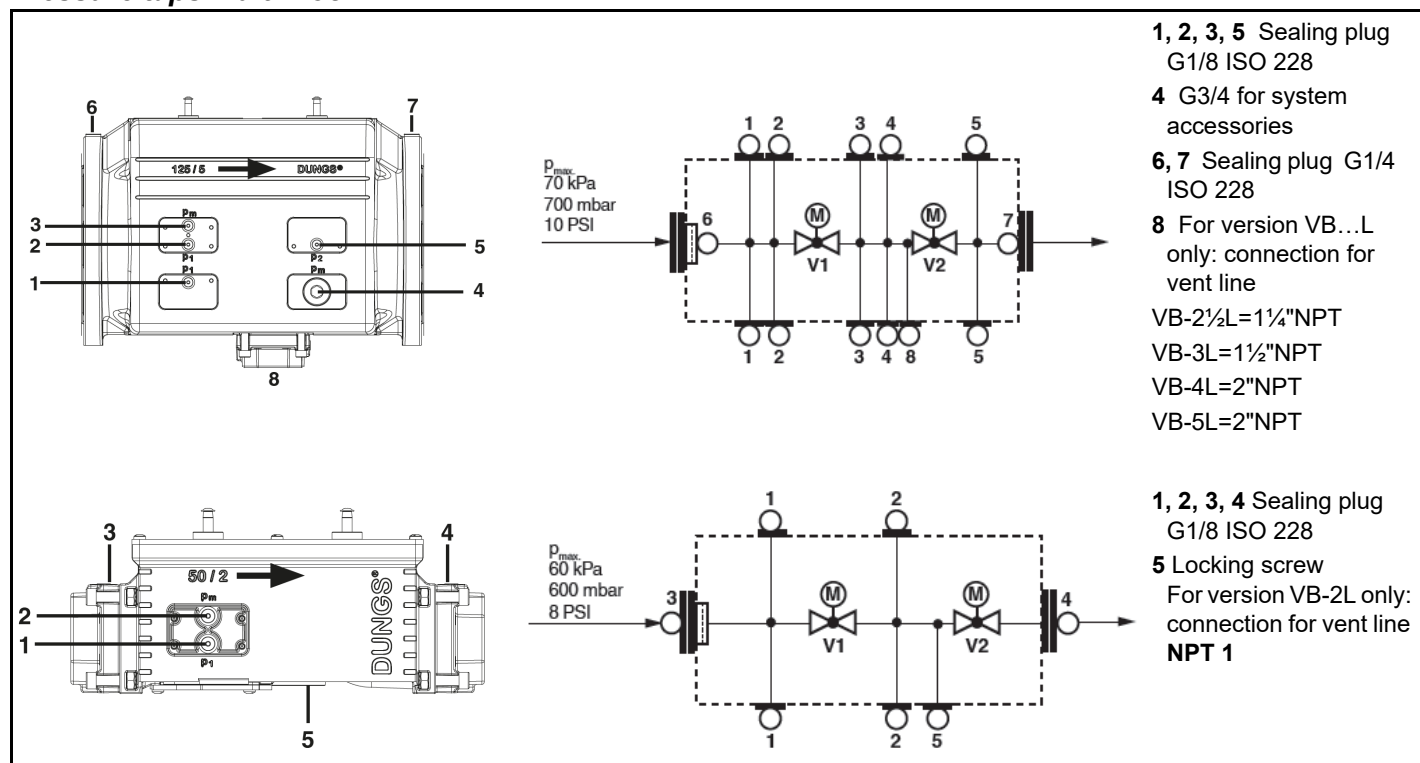 6
7
125 / 5
DUNGS®
Pm
3
2
P1
P1
1
5
P2
Pm
4
8
1 2 3 4 5
pmax.
70 kPa
700 mbar
10 PSI
6
M
M
7
V1
V2
1 2 3 4 8 5
1, 2, 3, 5 Sealing plug
G1/8 ISO 228
4 G3/4 for system
accessories
6, 7 Sealing plug G1/4
ISO 228
8 For version VB…L
only: connection for
vent line
VB-2½L=1¼"NPT
VB-3L=1½"NPT
VB-4L=2"NPT
VB-5L=2"NPT
3
4
50 / 2
DUNGS®
Pm
2
1
P1
5
1 2
pmax.
60 kPa
600 mbar
8 PSI
3
M
M
4
V1
V2
1 2 5
1, 2, 3, 4 Sealing plug
G1/8 ISO 228
5 Locking screw
For version VB-2L only:
connection for vent line
NPT 1